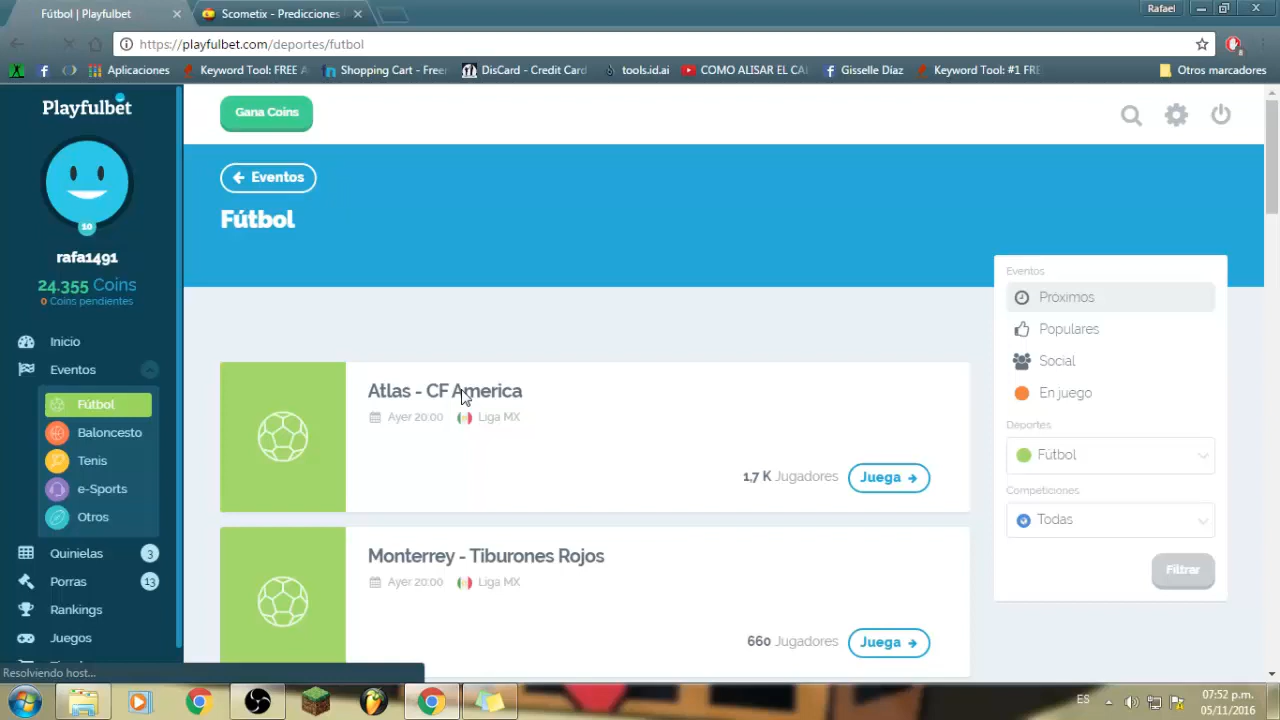 Fútbol | Playfulbet
Scometix - Predicciones
Rafael
https://playfulbet.com/deportes/futbol
Aplicaciones
Keyword Tool: FREE A
Shopping Cart - Free
DisCard - Credit Card
tools.id.ai
COMO ALISAR EL CA
Gisselle Diaz
Keyword Tool: #1 FRE
Otros marcadores
Playfulbet
10
rafa1491
24.355 Coins
0 Coins pendientes
Inicio
Eventos
Fútbol
Baloncesto
Tenis
e-Sports
Otros
Quinielas 3
Porras 13
Rankings
Juegos
Gana Coins
Eventos
Fútbol
Atlas - CF America
Ayer 20:00 Liga MX
1,7 K Jugadores
Juega
Monterrey - Tiburones Rojos
Ayer 20:00 Liga MX
660 Jugadores
Juega
Eventos
Próximos
Populares
Social
En juego
Deportes
Fútbol
Competiciones
Todas
Filtrar
Resolviendo host...
ES
07:52 p.m.
05/11/2016